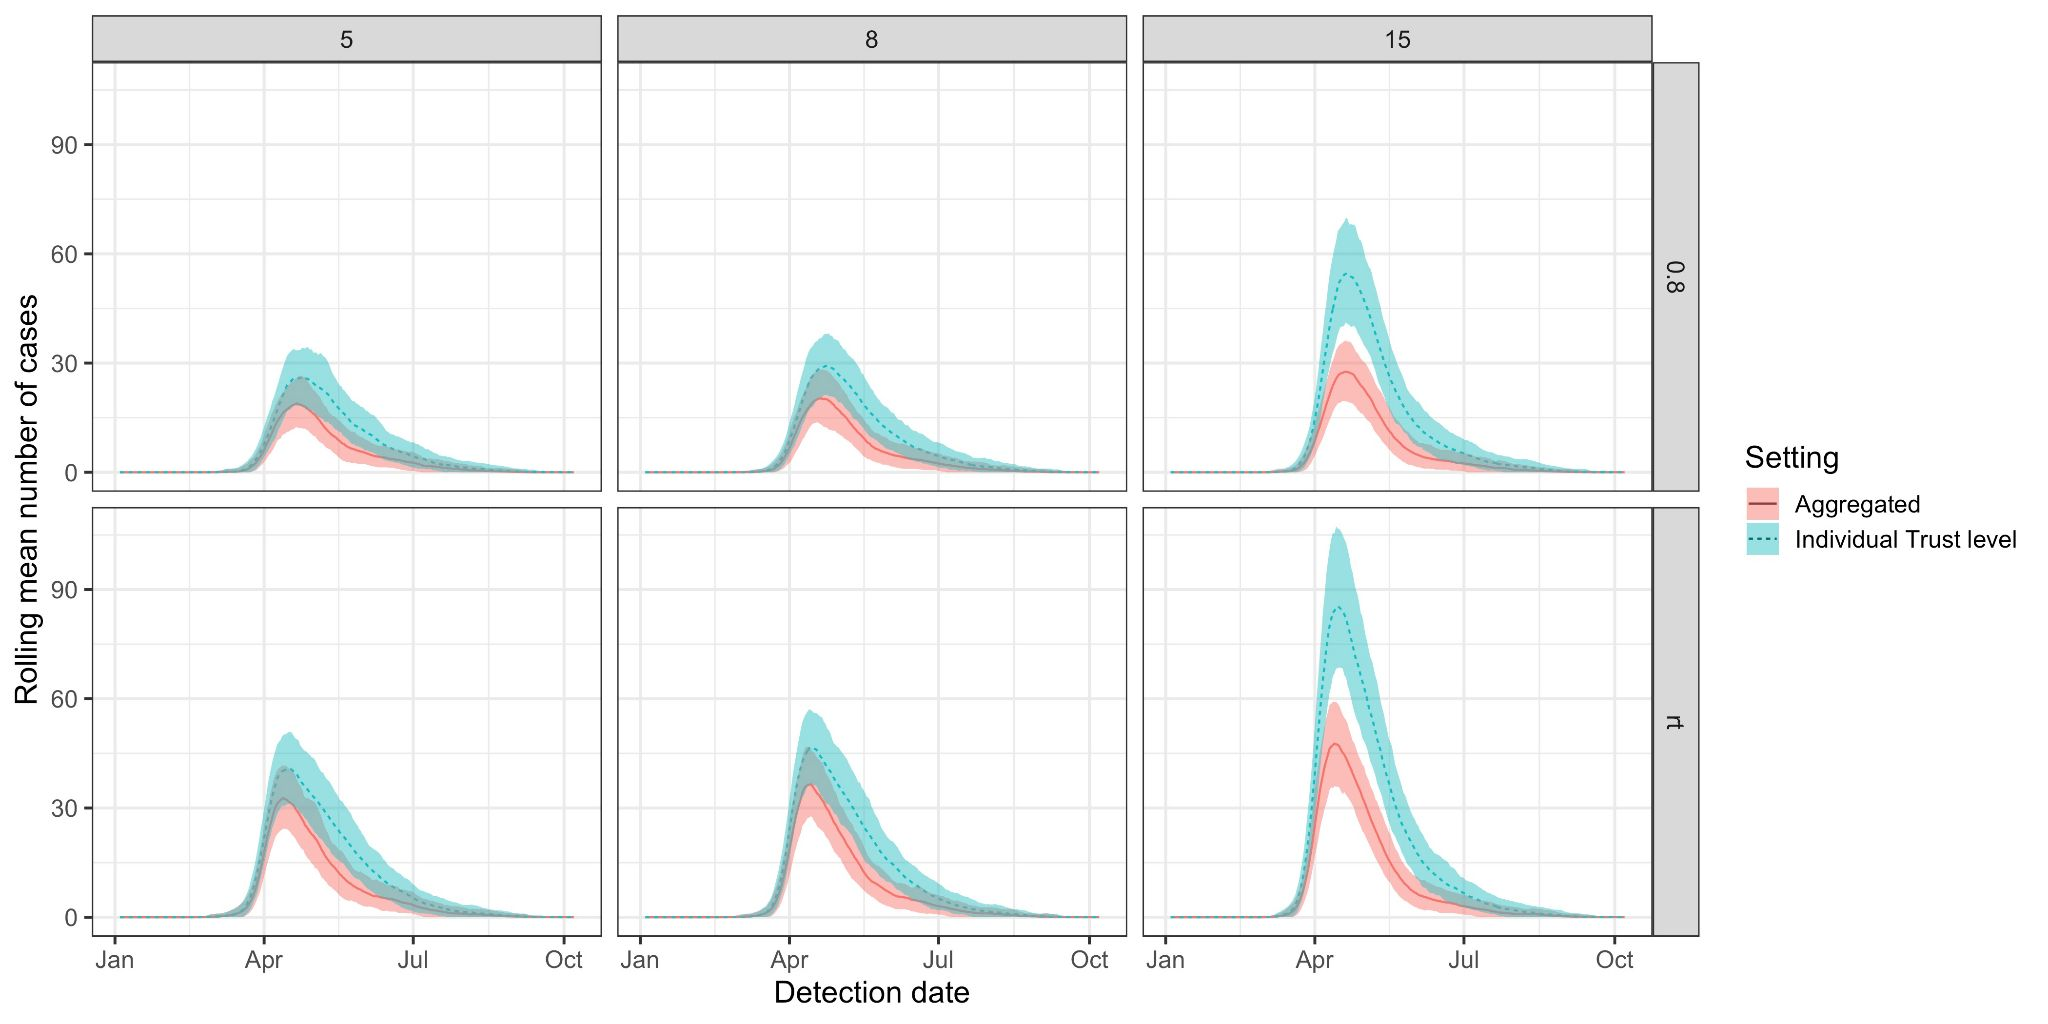 5
8
15
90
60
30
0
0.8
90
60
30
0
rt
Rolling mean number of cases
Jan Apr Jul Oct
Jan Apr Jul Oct
Jan Apr Jul Oct
Detection date
Setting
Aggregated
Individual Trust level